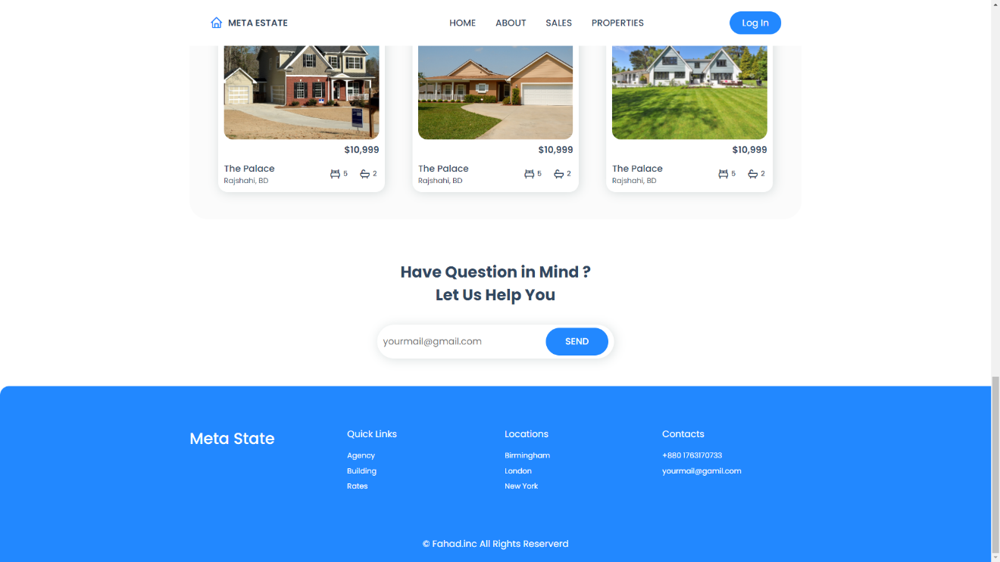 META ESTATE
HOME
ABOUT
SALES
PROPERTIES
Log In
$10,999
The Palace
Rajshahi, BD
5
2
$10,999
The Palace
Rajshahi, BD
5
2
$10,999
The Palace
Rajshahi, BD
5
2
Have Question in Mind ?
Let Us Help You
yourmail@gmail.com
SEND
Meta State
Quick Links
Agency
Building
Rates
Locations
Birmingham
London
New York
Contacts
+880 1763170733
yourmail@gamil.com
© Fahad.inc All Rights Reserverd